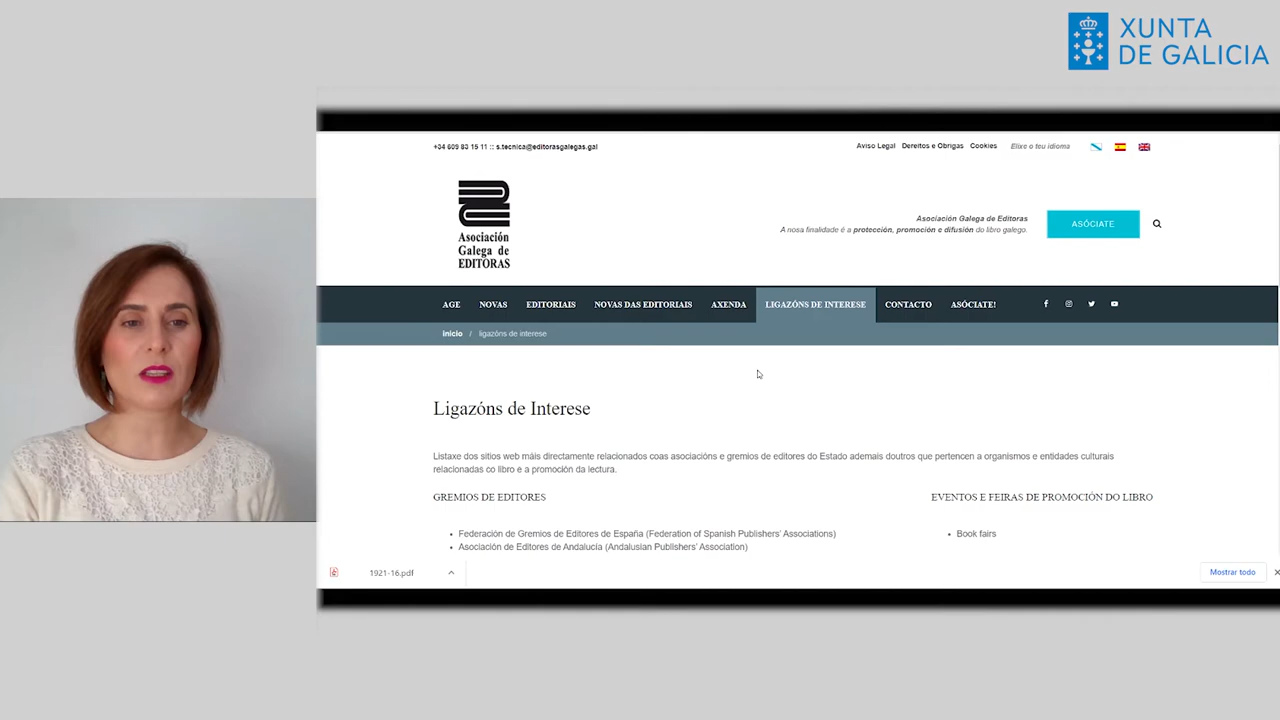 XUNTA
DE GALICIA
+34 609 83 15 11 :: s.tecnica@editorasgalegas.gal
Aviso Legal Dereitos e Obrigas Cookies Elixe o teu idioma
Asociación
Galega de
EDITORAS
Asociación Galega de Editoras
A nosa finalidade é a protección, promoción e difusión do libro galego.
ASÓCIATE
AGE NOVAS EDITORIAIS NOVAS DAS EDITORIAIS AXENDA LIGAZÓNS DE INTERESE CONTACTO ASÓCIATE!
Inicio / ligazóns de interese
Ligazóns de Interese
Listaxe dos sitios web máis directamente relacionados coas asociacións e gremios de editores do Estado ademais doutros que pertencen a organismos e entidades culturais
relacionadas co libro e a promoción da lectura.
GREMIOS DE EDITORES
Federación de Gremios de Editores de España (Federation of Spanish Publishers' Associations)
Asociación de Editores de Andalucía (Andalusian Publishers' Association)
EVENTOS E FEIRAS DE PROMOCIÓN DO LIBRO
Book fairs
1921-16.pdf
Mostrar todo